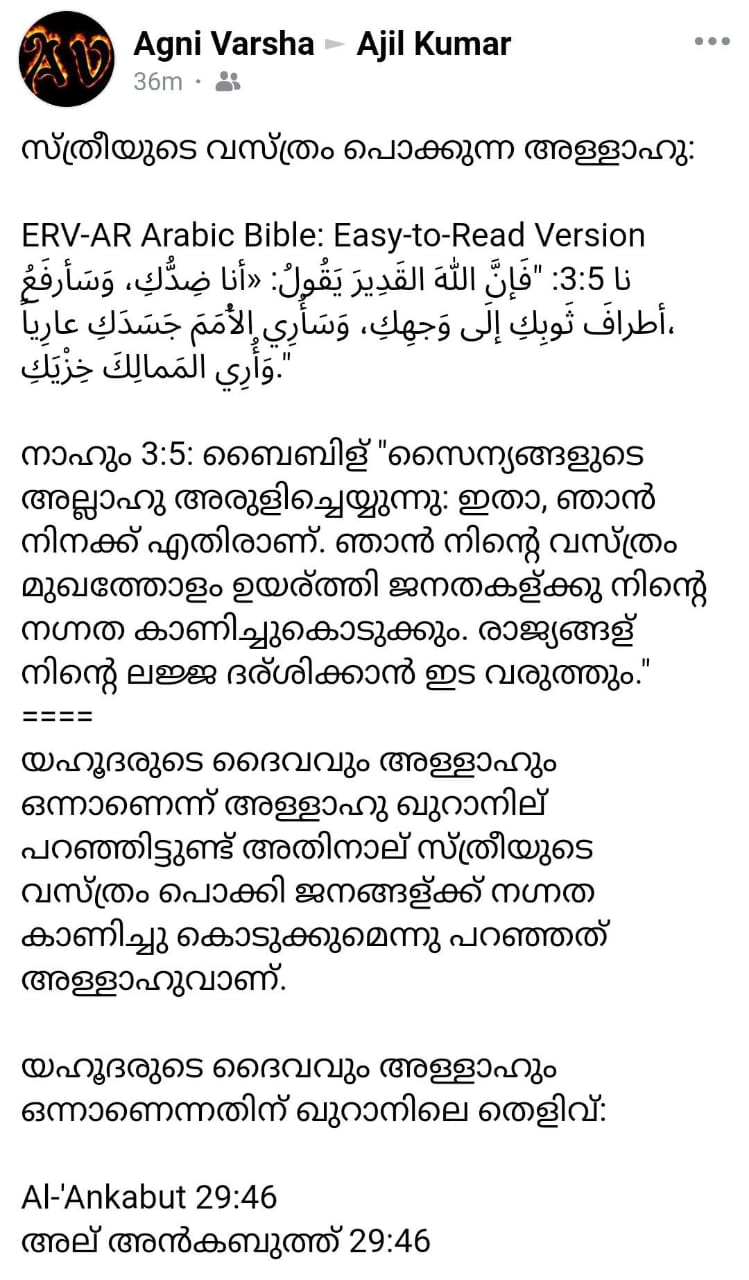 AV
Agni Varsha ► Ajil Kumar
36m ·
സ്ത്രീയുടെ വസ്ത്രം പൊക്കുന്ന അള്ളാഹു:
ERV-AR Arabic Bible: Easy-to-Read Version
نا 3:5: "فَإنَّ اللهَ القَدِيرَ يَقُولُ: «أنا ضِدُّكِ، وَسَأرفَعُ
أطرافَ ثَوبِكِ إلَى وَجهِكِ، وَسَأُرِي الأُمَمَ جَسَدَكِ عارِياً،
وَأُرِي المَمالِكَ خِزْيَكِ."
നാഹും 3:5: ബൈബിള് "സൈന്യങ്ങളുടെ
അല്ലാഹു അരുളിച്ചെയ്യുന്നു: ഇതാ, ഞാൻ
നിനക്ക് എതിരാണ്. ഞാൻ നിന്റെ വസ്ത്രം
മുഖത്തോളം ഉയര്ത്തി ജനതകള്ക്കു നിന്റെ
നഗ്നത കാണിച്ചുകൊടുക്കും. രാജ്യങ്ങള്
നിന്റെ ലജ്ജ ദര്ശിക്കാൻ ഇട വരുത്തും."
====
യഹൂദരുടെ ദൈവവും അള്ളാഹും
ഒന്നാണെന്ന് അള്ളാഹു ഖുറാനില്
പറഞ്ഞിട്ടുണ്ട് അതിനാല് സ്ത്രീയുടെ
വസ്ത്രം പൊക്കി ജനങ്ങള്ക്ക് നഗ്നത
കാണിച്ചു കൊടുക്കുമെന്നു പറഞ്ഞത്
അള്ളാഹുവാണ്.
യഹൂദരുടെ ദൈവവും അള്ളാഹും
ഒന്നാണെന്നതിന് ഖുറാനിലെ തെളിവ്:
Al-'Ankabut 29:46
അല് അൻകബുത്ത് 29:46